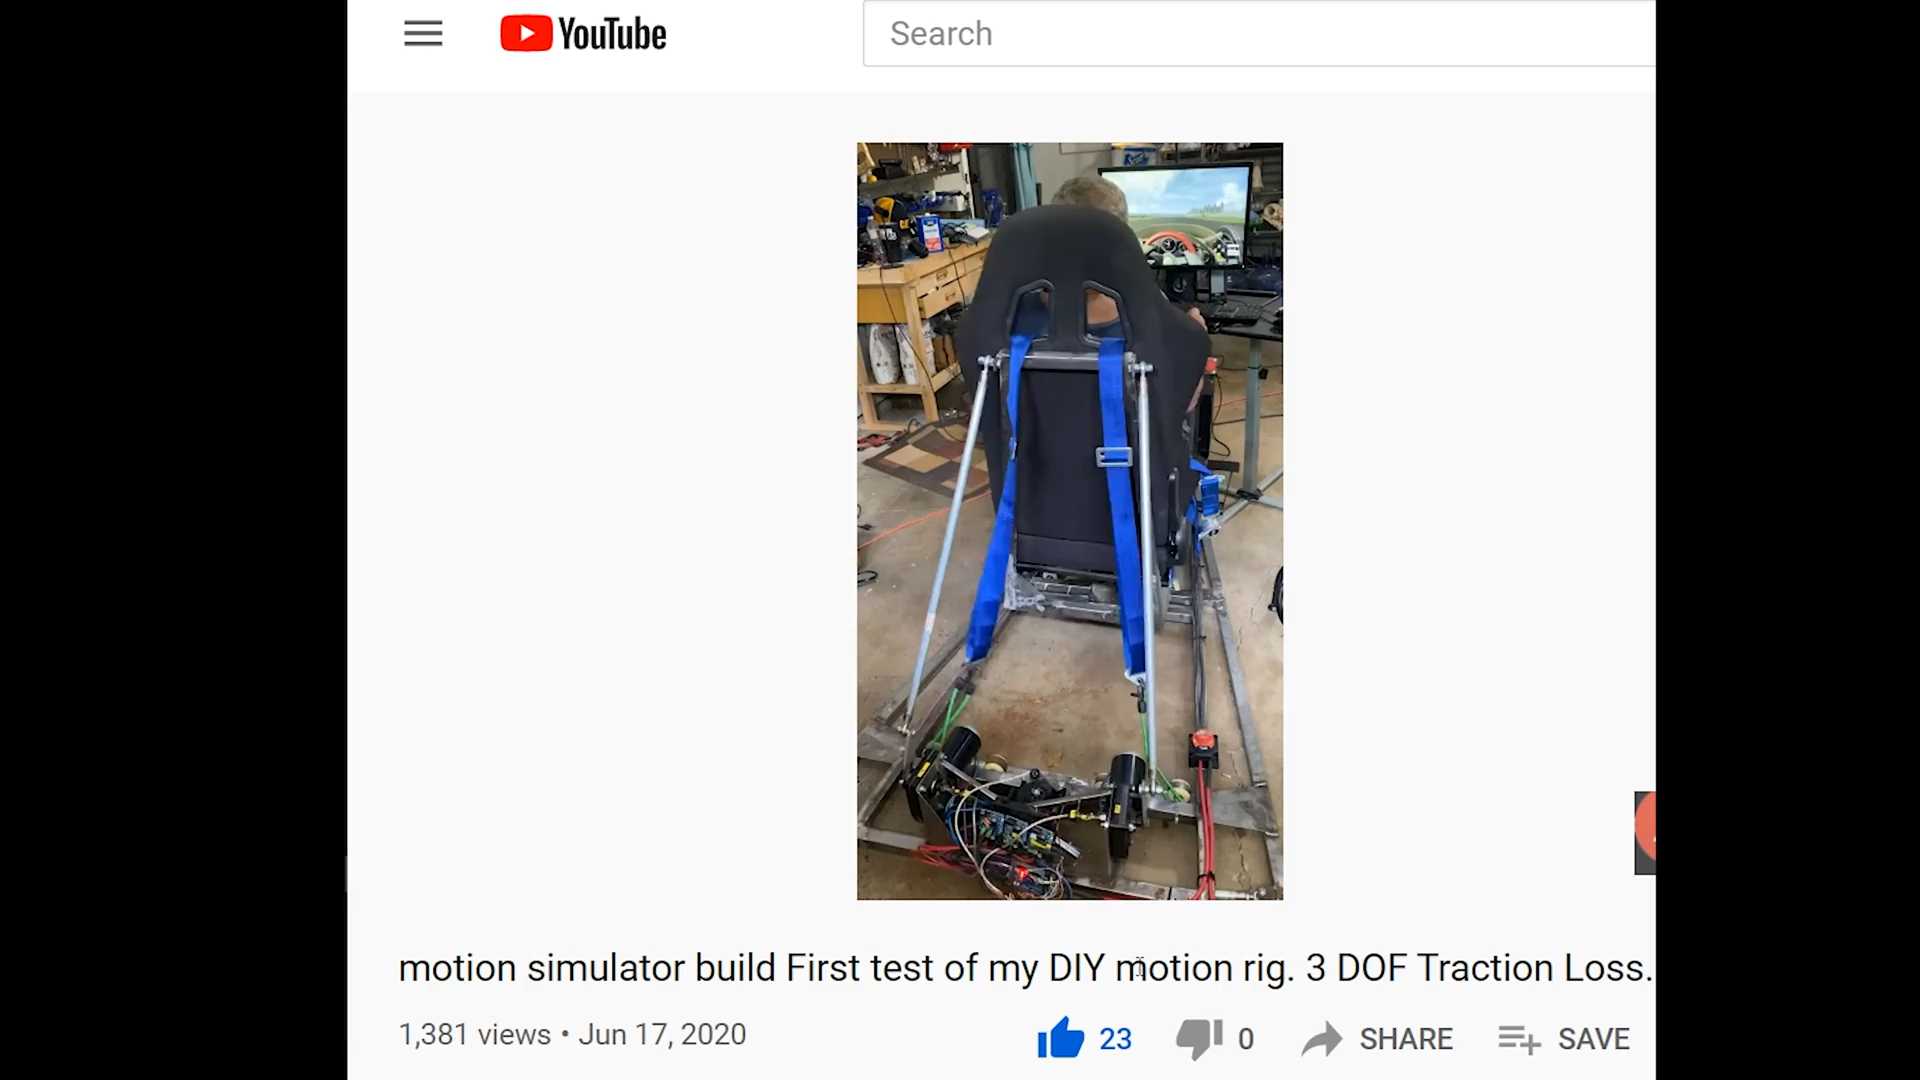 YouTube
Search
motion simulator build First test of my DIY motion rig. 3 DOF Traction Loss.
1,381 views • Jun 17, 2020
23
0
SHARE
SAVE